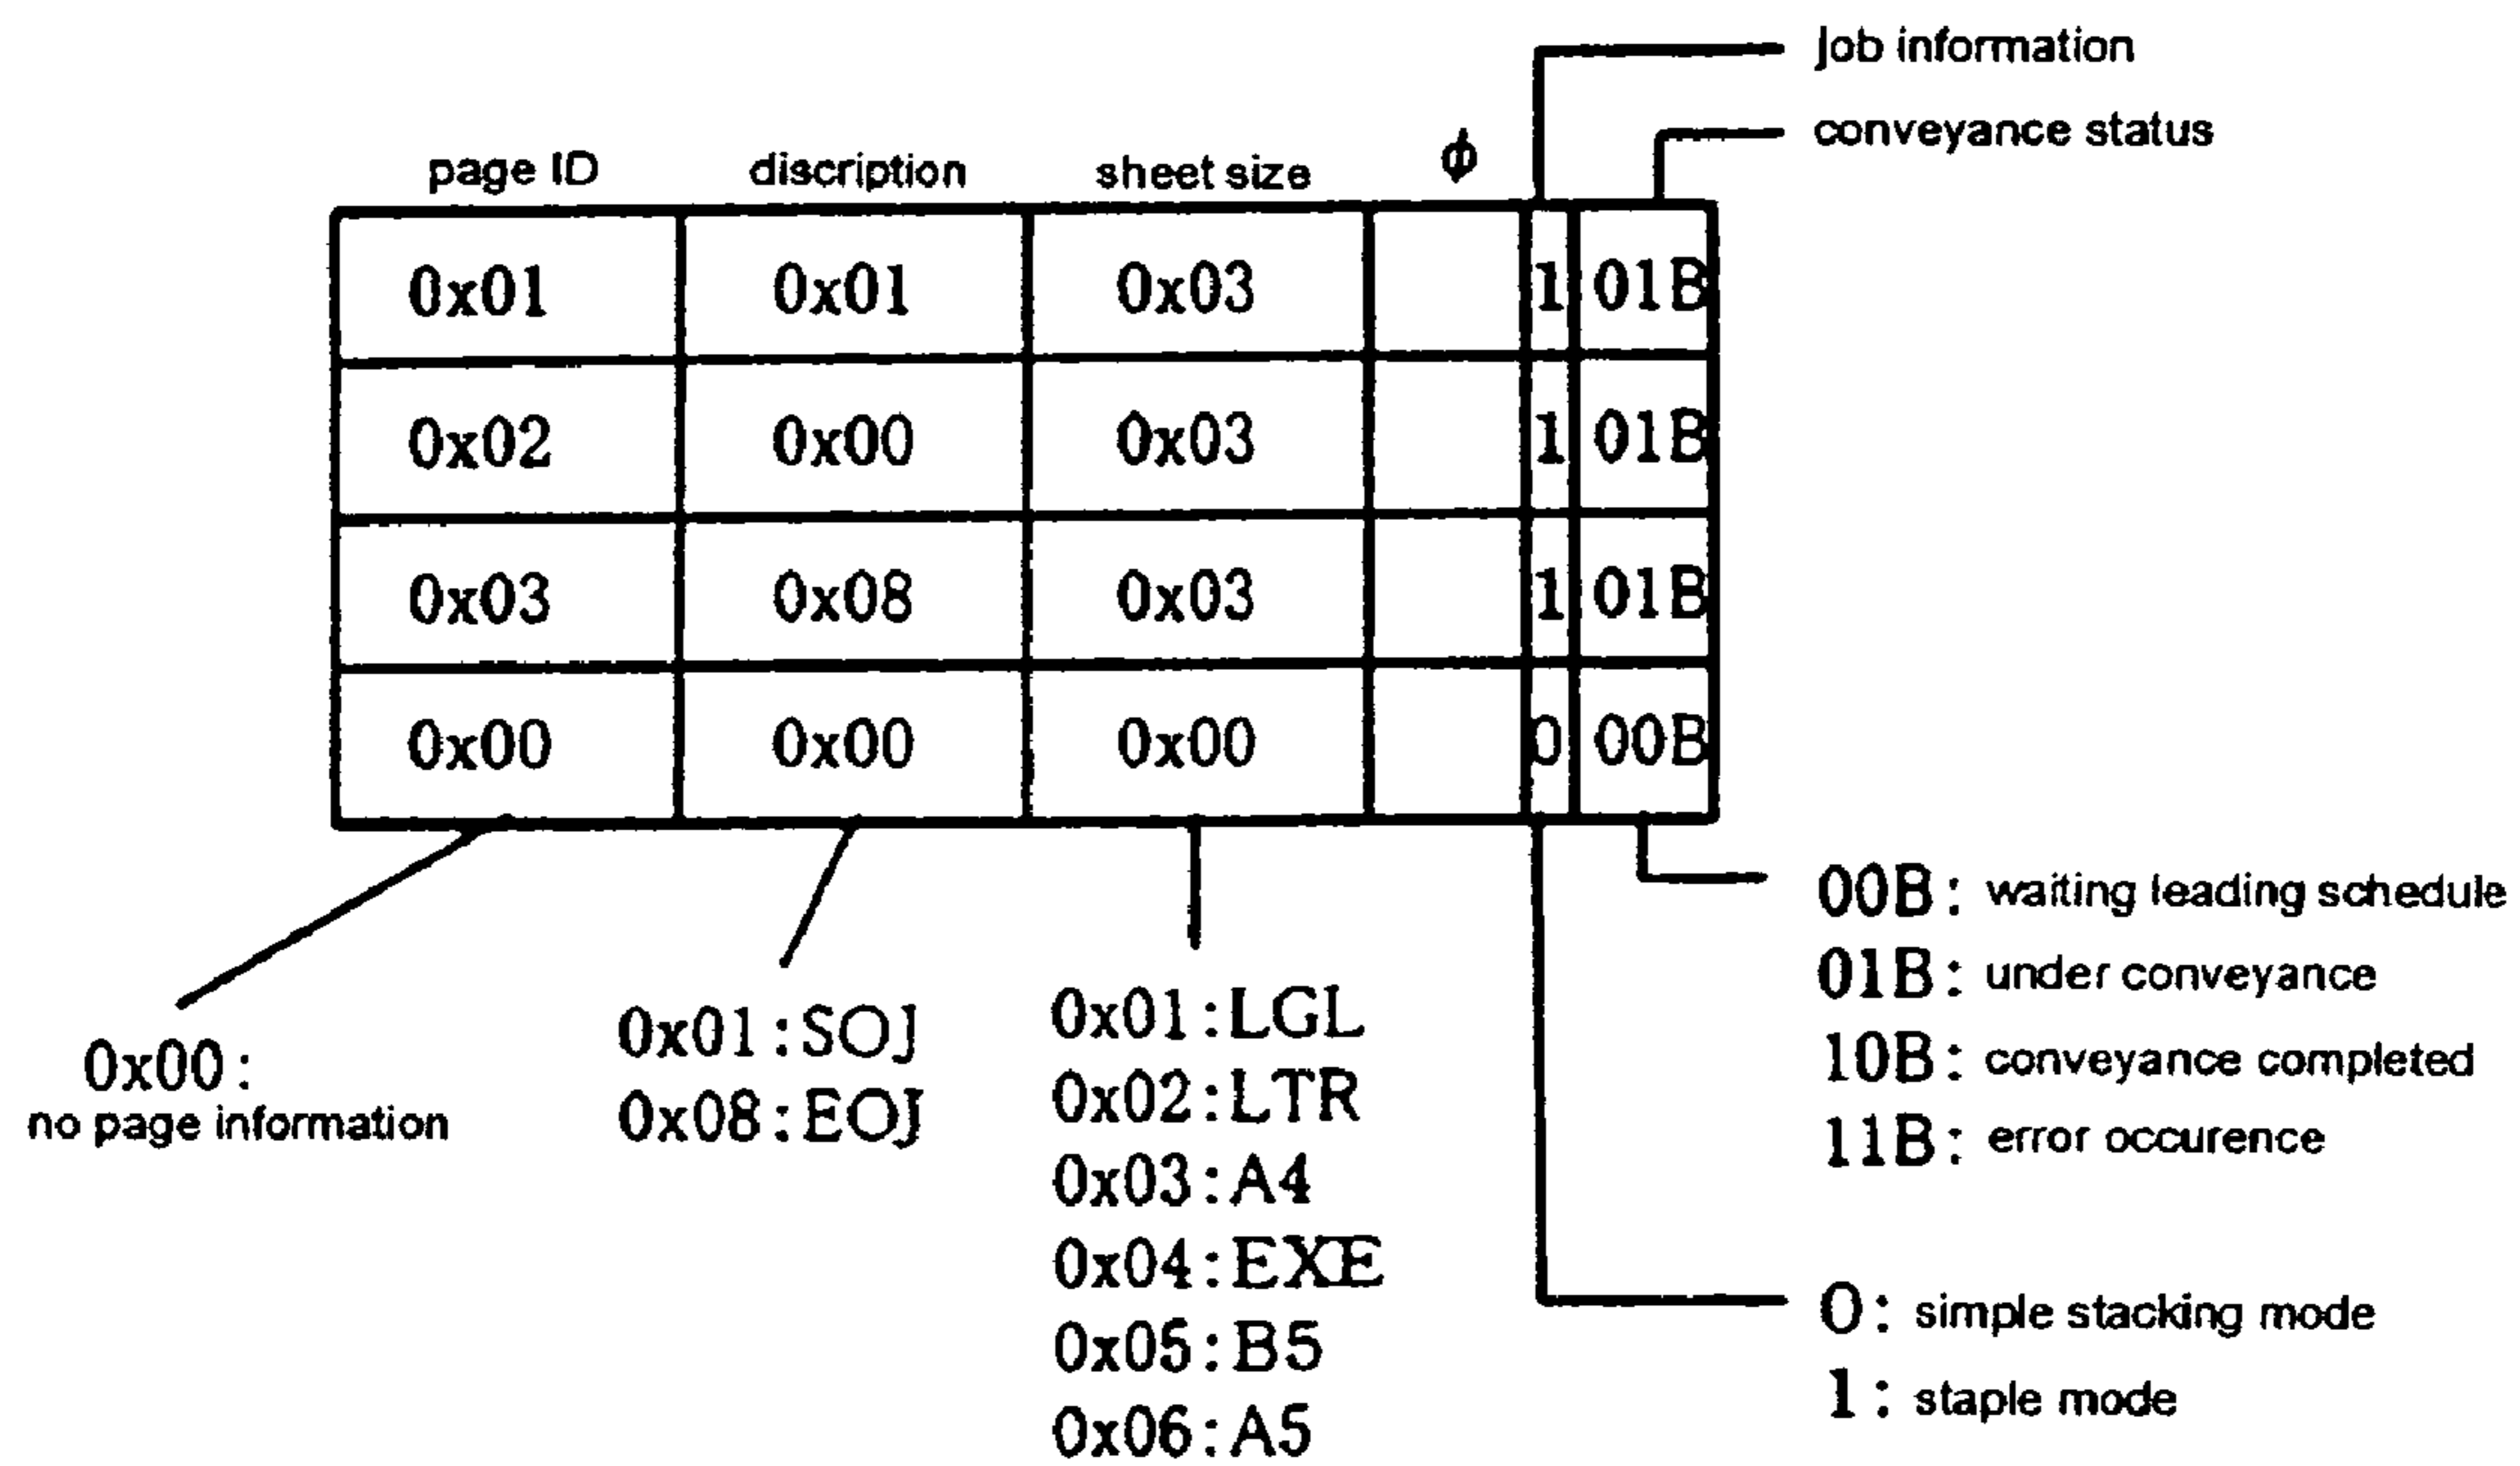 Job information
conveyance status
page ID discription sheet size ϕ
0x01 0x01 0x03 1 01B
0x02 0x00 0x03 1 01B
0x03 0x08 0x03 1 01B
0x00 0x00 0x00 0 00B
0x00:
no page information
0x01:SOJ
0x08:EOJ
0x01:LGL
0x02:LTR
0x03:A4
0x04:EXE
0x05:B5
0x06:A5
00B: waiting leading schedule
01B: under conveyance
10B: conveyance completed
11B: error occurence
0: simple stacking mode
1: staple mode